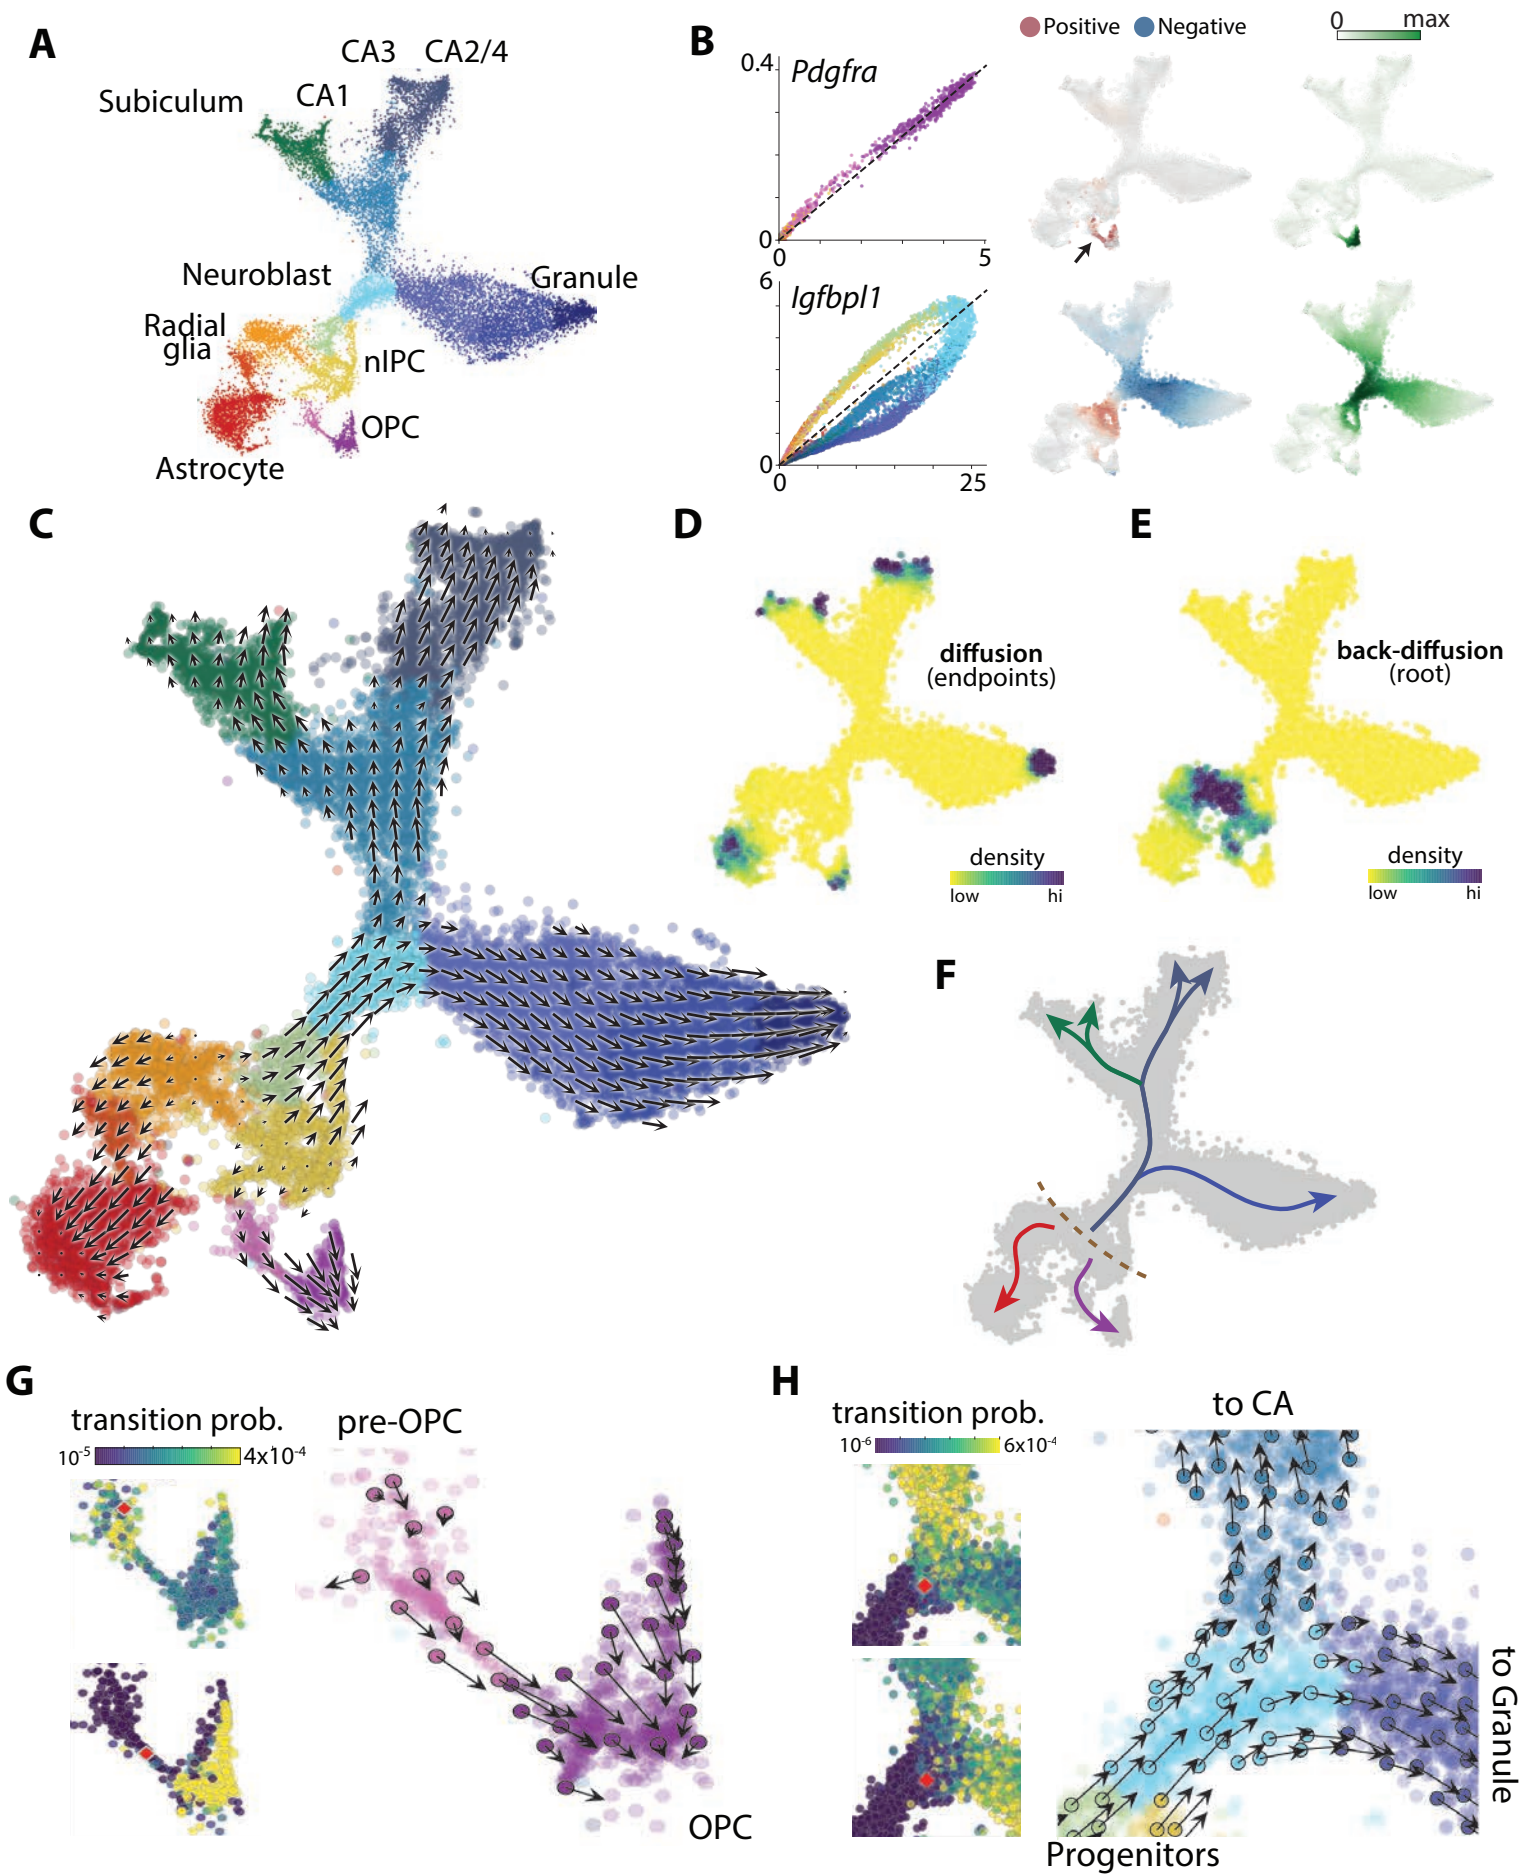 A
CA3
CA2/4
Subiculum
CA1
Neuroblast
Granule
Radial
glia
nIPC
OPC
Astrocyte
B
Positive
Negative
0
max
0.4
Pdgfra
0
0
5
6
Igfbpl1
0
0
25
C
D
diffusion
(endpoints)
density
low
hi
E
back-diffusion
(root)
density
low
hi
F
G
transition prob.
10-5
4x10-4
pre-OPC
OPC
H
transition prob.
10-6
6x10-4
to CA
to Granule
Progenitors